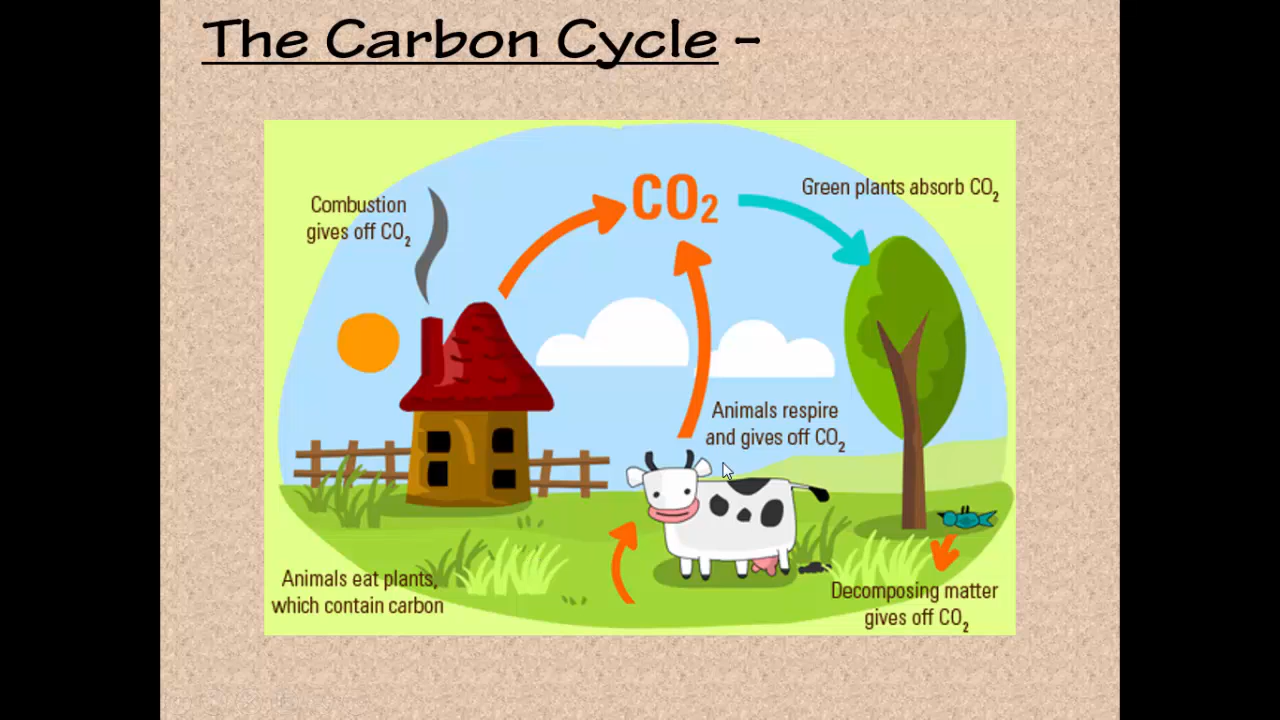 The Carbon Cycle –
Combustion
gives off CO₂
CO₂
Green plants absorb CO₂
Animals respire
and gives off CO₂
Animals eat plants,
which contain carbon
Decomposing matter
gives off CO₂